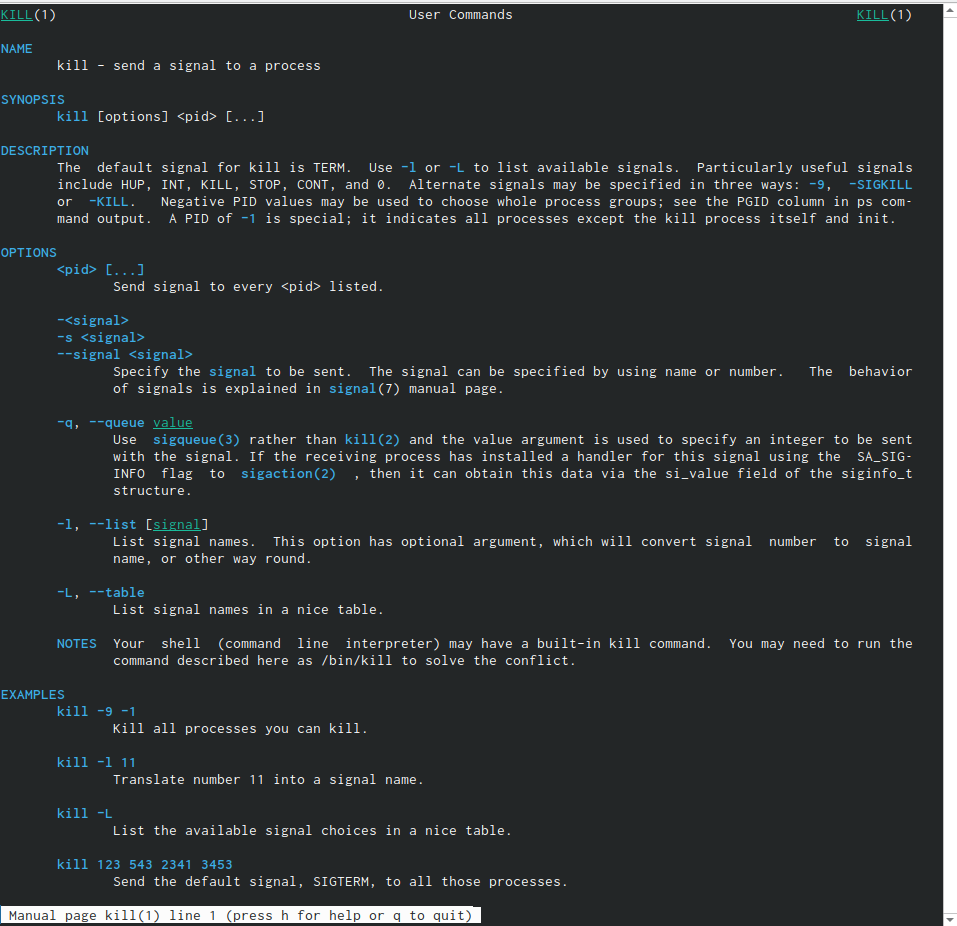 KILL(1) User Commands KILL(1)
NAME
kill - send a signal to a process
SYNOPSIS
kill [options] <pid> [...]
DESCRIPTION
The default signal for kill is TERM. Use -l or -L to list available signals. Particularly useful signals
include HUP, INT, KILL, STOP, CONT, and 0. Alternate signals may be specified in three ways: -9, -SIGKILL
or -KILL. Negative PID values may be used to choose whole process groups; see the PGID column in ps com-
mand output. A PID of -1 is special; it indicates all processes except the kill process itself and init.
OPTIONS
<pid> [...]
Send signal to every <pid> listed.
-<signal>
-s <signal>
--signal <signal>
Specify the signal to be sent. The signal can be specified by using name or number. The behavior
of signals is explained in signal(7) manual page.
-q, --queue value
Use sigqueue(3) rather than kill(2) and the value argument is used to specify an integer to be sent
with the signal. If the receiving process has installed a handler for this signal using the SA_SIG-
INFO flag to sigaction(2) , then it can obtain this data via the si_value field of the siginfo_t
structure.
-l, --list [signal]
List signal names. This option has optional argument, which will convert signal number to signal
name, or other way round.
-L, --table
List signal names in a nice table.
NOTES Your shell (command line interpreter) may have a built-in kill command. You may need to run the
command described here as /bin/kill to solve the conflict.
EXAMPLES
kill -9 -1
Kill all processes you can kill.
kill -l 11
Translate number 11 into a signal name.
kill -L
List the available signal choices in a nice table.
kill 123 543 2341 3453
Send the default signal, SIGTERM, to all those processes.
Manual page kill(1) line 1 (press h for help or q to quit)